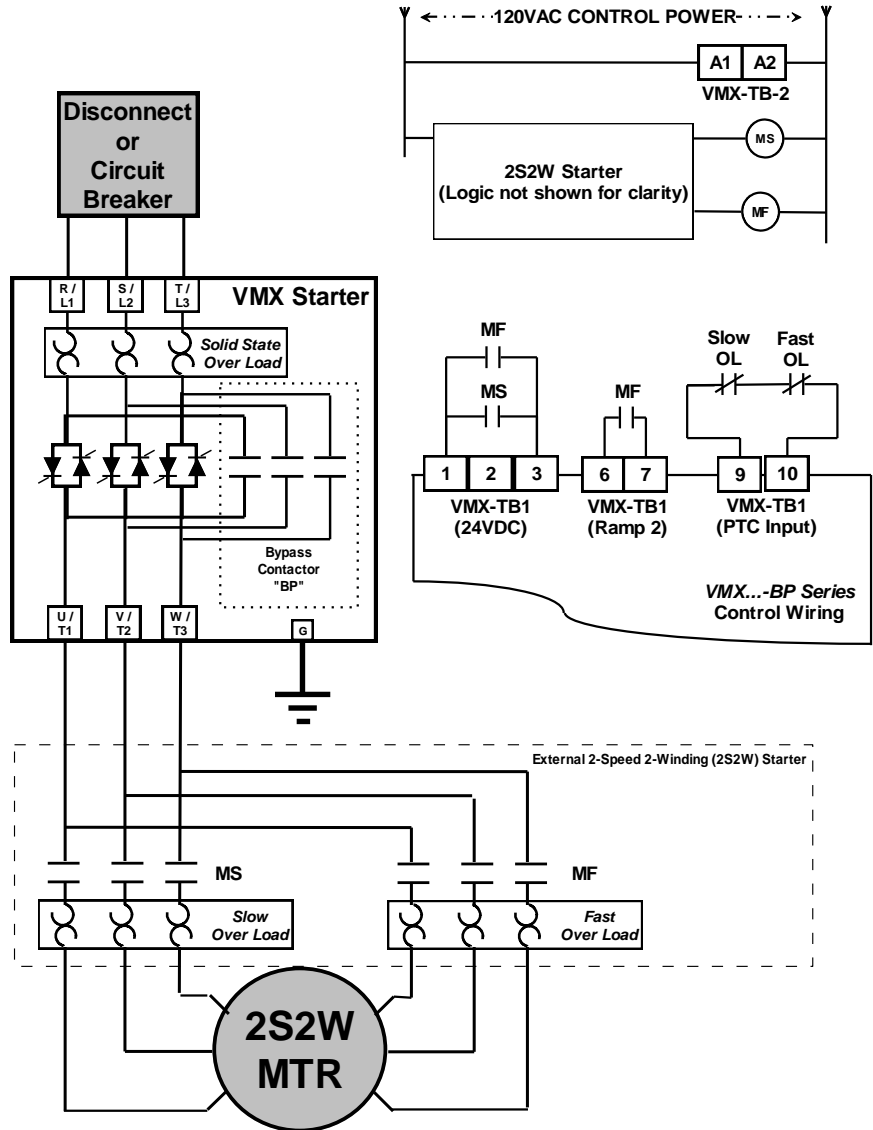 120VAC CONTROL POWER
A1 A2
VMX-TB-2
MS
2S2W Starter
(Logic not shown for clarity)
MF
Disconnect
or
Circuit
Breaker
R /
L1
S /
L2
T /
L3
VMX Starter
Solid State
Over Load
Bypass
Contactor
"BP"
U /
T1
V /
T2
W /
T3
G
MF
MS
MF
Slow
OL
Fast
OL
1 2 3
6 7
9 10
VMX-TB1
(24VDC)
VMX-TB1
(Ramp 2)
VMX-TB1
(PTC Input)
VMX...-BP Series
Control Wiring
External 2-Speed 2-Winding (2S2W) Starter
MS
MF
Slow
Over Load
Fast
Over Load
2S2W
MTR